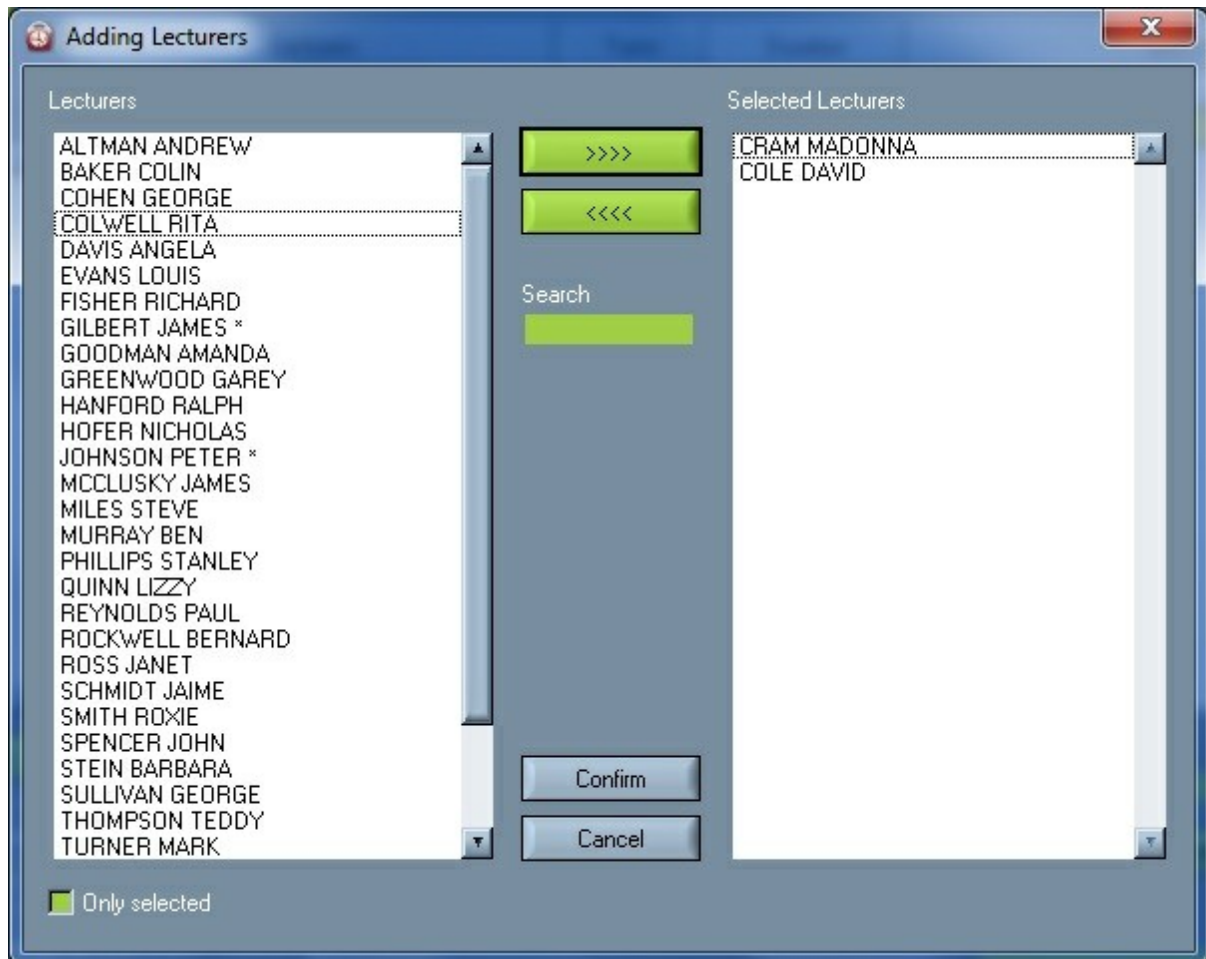 Adding Lecturers
Lecturers
ALTMAN ANDREW
BAKER COLIN
COHEN GEORGE
COLWELL RITA
DAVIS ANGELA
EVANS LOUIS
FISHER RICHARD
GILBERT JAMES *
GOODMAN AMANDA
GREENWOOD GAREY
HANFORD RALPH
HOFER NICHOLAS
JOHNSON PETER *
MCCLUSKY JAMES
MILES STEVE
MURRAY BEN
PHILLIPS STANLEY
QUINN LIZZY
REYNOLDS PAUL
ROCKWELL BERNARD
ROSS JANET
SCHMIDT JAIME
SMITH ROXIE
SPENCER JOHN
STEIN BARBARA
SULLIVAN GEORGE
THOMPSON TEDDY
TURNER MARK
Only selected
>>>>
<<<<
Search
Confirm
Cancel
Selected Lecturers
CRAM MADONNA
COLE DAVID